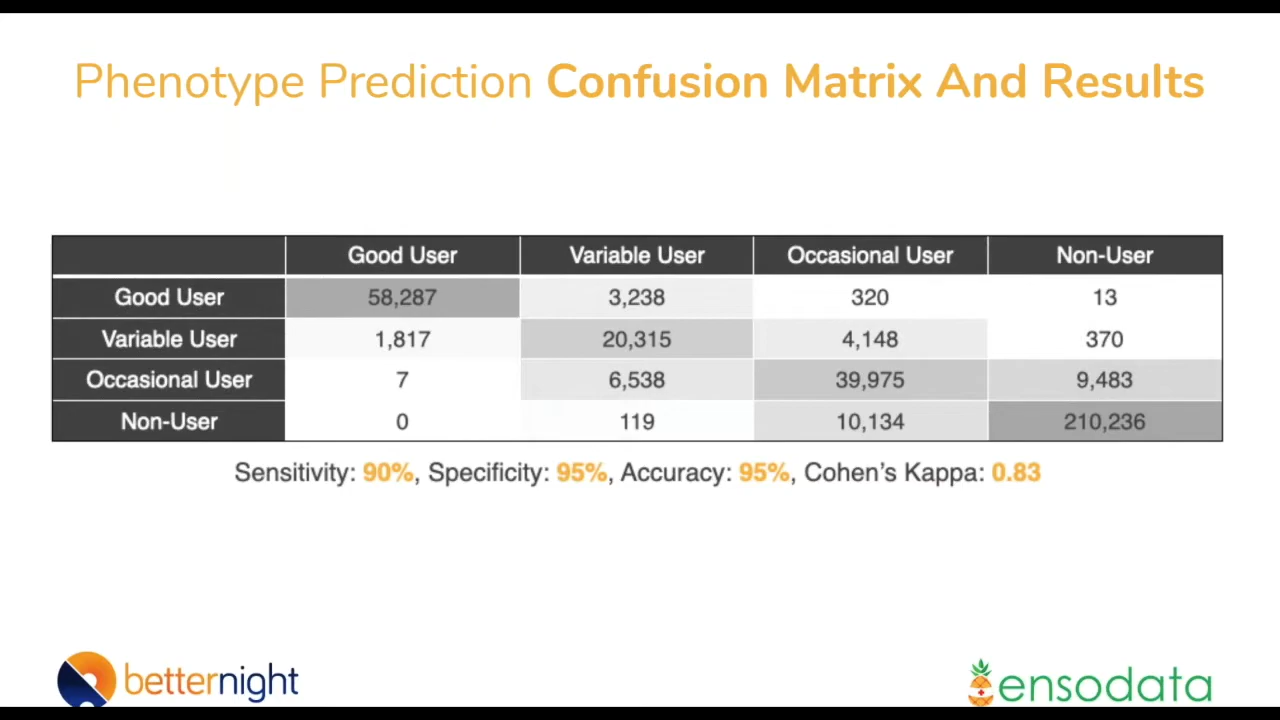 Phenotype Prediction Confusion Matrix And Results
Good User Variable User Occasional User Non-User
Good User 58,287 3,238 320 13
Variable User 1,817 20,315 4,148 370
Occasional User 7 6,538 39,975 9,483
Non-User 0 119 10,134 210,236
Sensitivity: 90%, Specificity: 95%, Accuracy: 95%, Cohen's Kappa: 0.83
betternight
ensodata